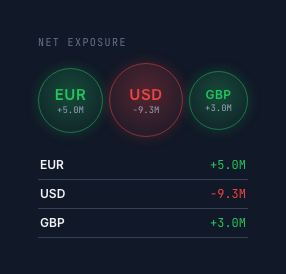 NET EXPOSURE
EUR
+5.0M
USD
-9.3M
GBP
+3.0M
EUR +5.0M
USD -9.3M
GBP +3.0M